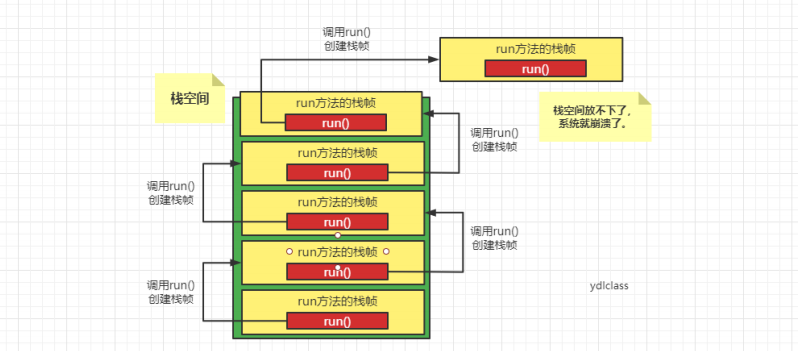 调用run()
创建栈帧
run方法的栈帧
run()
栈空间
栈空间放不下了，
系统就崩溃了。
run方法的栈帧
run()
调用run()
创建栈帧
run方法的栈帧
run()
调用run()
创建栈帧
run方法的栈帧
run()
调用run()
创建栈帧
run方法的栈帧
run()
调用run()
创建栈帧
run方法的栈帧
run()
ydlclass